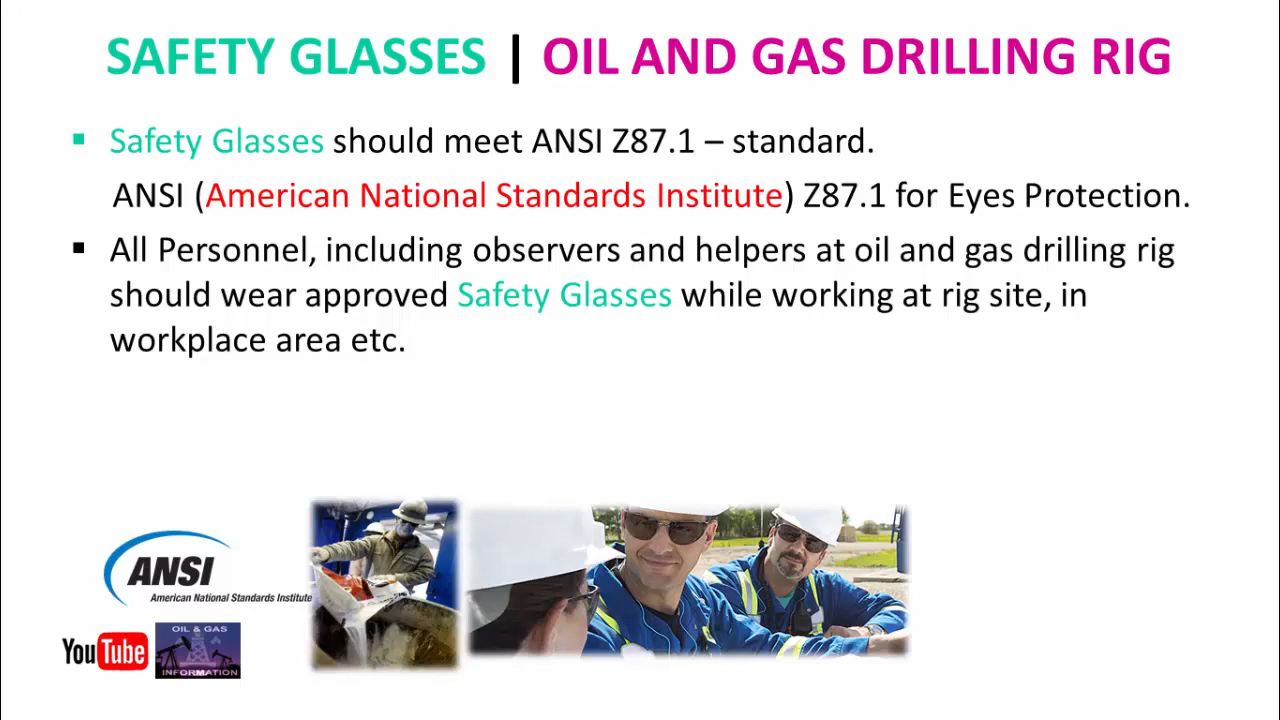 SAFETY GLASSES | OIL AND GAS DRILLING RIG
▪ Safety Glasses should meet ANSI Z87.1 – standard.
ANSI (American National Standards Institute) Z87.1 for Eyes Protection.
▪ All Personnel, including observers and helpers at oil and gas drilling rig
should wear approved Safety Glasses while working at rig site, in
workplace area etc.
ANSI
American National Standards Institute
YouTube
OIL & GAS
INFORMATION